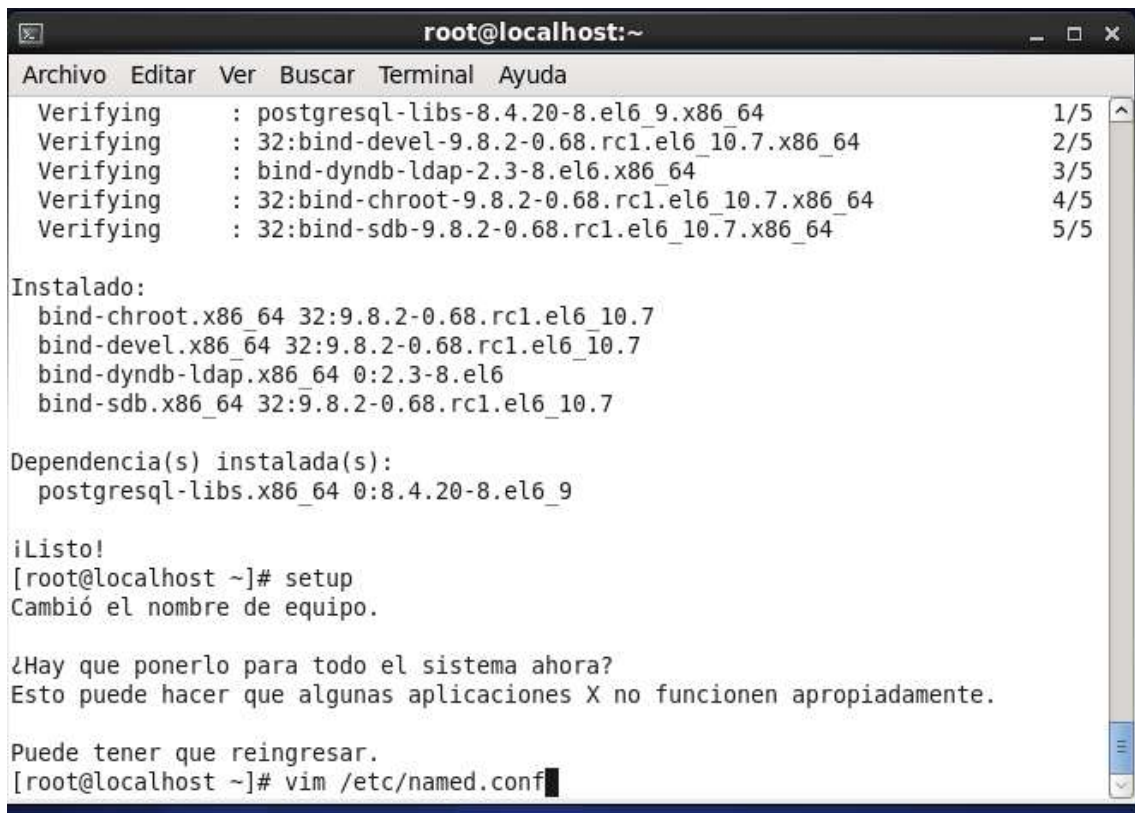 root@localhost:~
Archivo Editar Ver Buscar Terminal Ayuda
Verifying : postgresql-libs-8.4.20-8.el6_9.x86_64 1/5
Verifying : 32:bind-devel-9.8.2-0.68.rc1.el6_10.7.x86_64 2/5
Verifying : bind-dyndb-ldap-2.3-8.el6.x86_64 3/5
Verifying : 32:bind-chroot-9.8.2-0.68.rc1.el6_10.7.x86_64 4/5
Verifying : 32:bind-sdb-9.8.2-0.68.rc1.el6_10.7.x86_64 5/5
Instalado:
bind-chroot.x86_64 32:9.8.2-0.68.rc1.el6_10.7
bind-devel.x86_64 32:9.8.2-0.68.rc1.el6_10.7
bind-dyndb-ldap.x86_64 0:2.3-8.el6
bind-sdb.x86_64 32:9.8.2-0.68.rc1.el6_10.7
Dependencia(s) instalada(s):
postgresql-libs.x86_64 0:8.4.20-8.el6_9
¡Listo!
[root@localhost ~]# setup
Cambió el nombre de equipo.
¿Hay que ponerlo para todo el sistema ahora?
Esto puede hacer que algunas aplicaciones X no funcionen apropiadamente.
Puede tener que reingresar.
[root@localhost ~]# vim /etc/named.conf